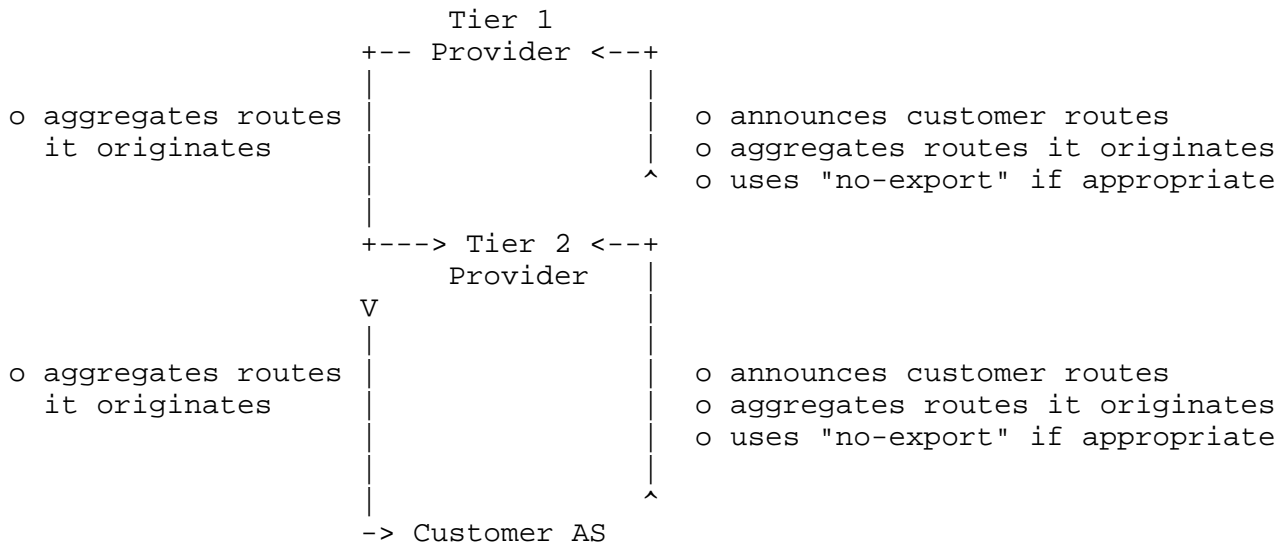 Tier 1
                     +-- Provider <--+
                     |               |
o aggregates routes  |               |  o announces customer routes
  it originates      |               |  o aggregates routes it originates
                     |               ^  o uses "no-export" if appropriate
                     |
                     +---> Tier 2 <--+
                          Provider   |
                     V               |
                     |               |
o aggregates routes  |               |  o announces customer routes
  it originates      |               |  o aggregates routes it originates
                     |               |  o uses "no-export" if appropriate
                     |               |
                     |               ^
                     -> Customer AS